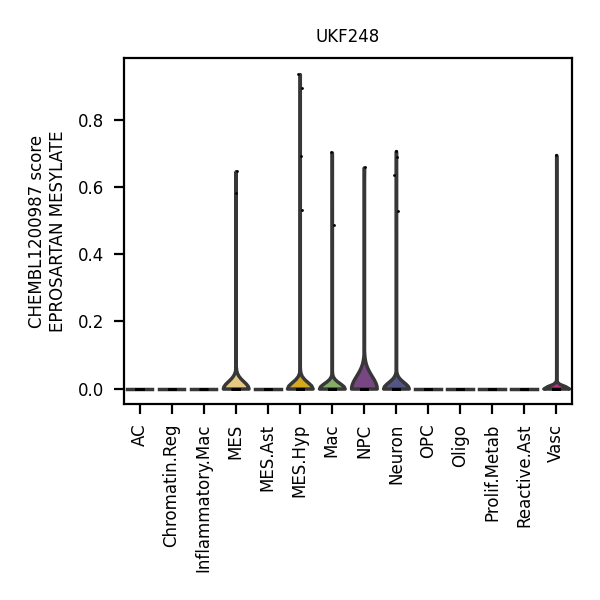 UKF248
CHEMBL1200987 score
EPROSARTAN MESYLATE
0.8
0.6
0.4
0.2
0.0
AC
Chromatin.Reg
Inflammatory.Mac
MES
MES.Ast
MES.Hyp
Mac
NPC
Neuron
OPC
Oligo
Prolif.Metab
Reactive.Ast
Vasc